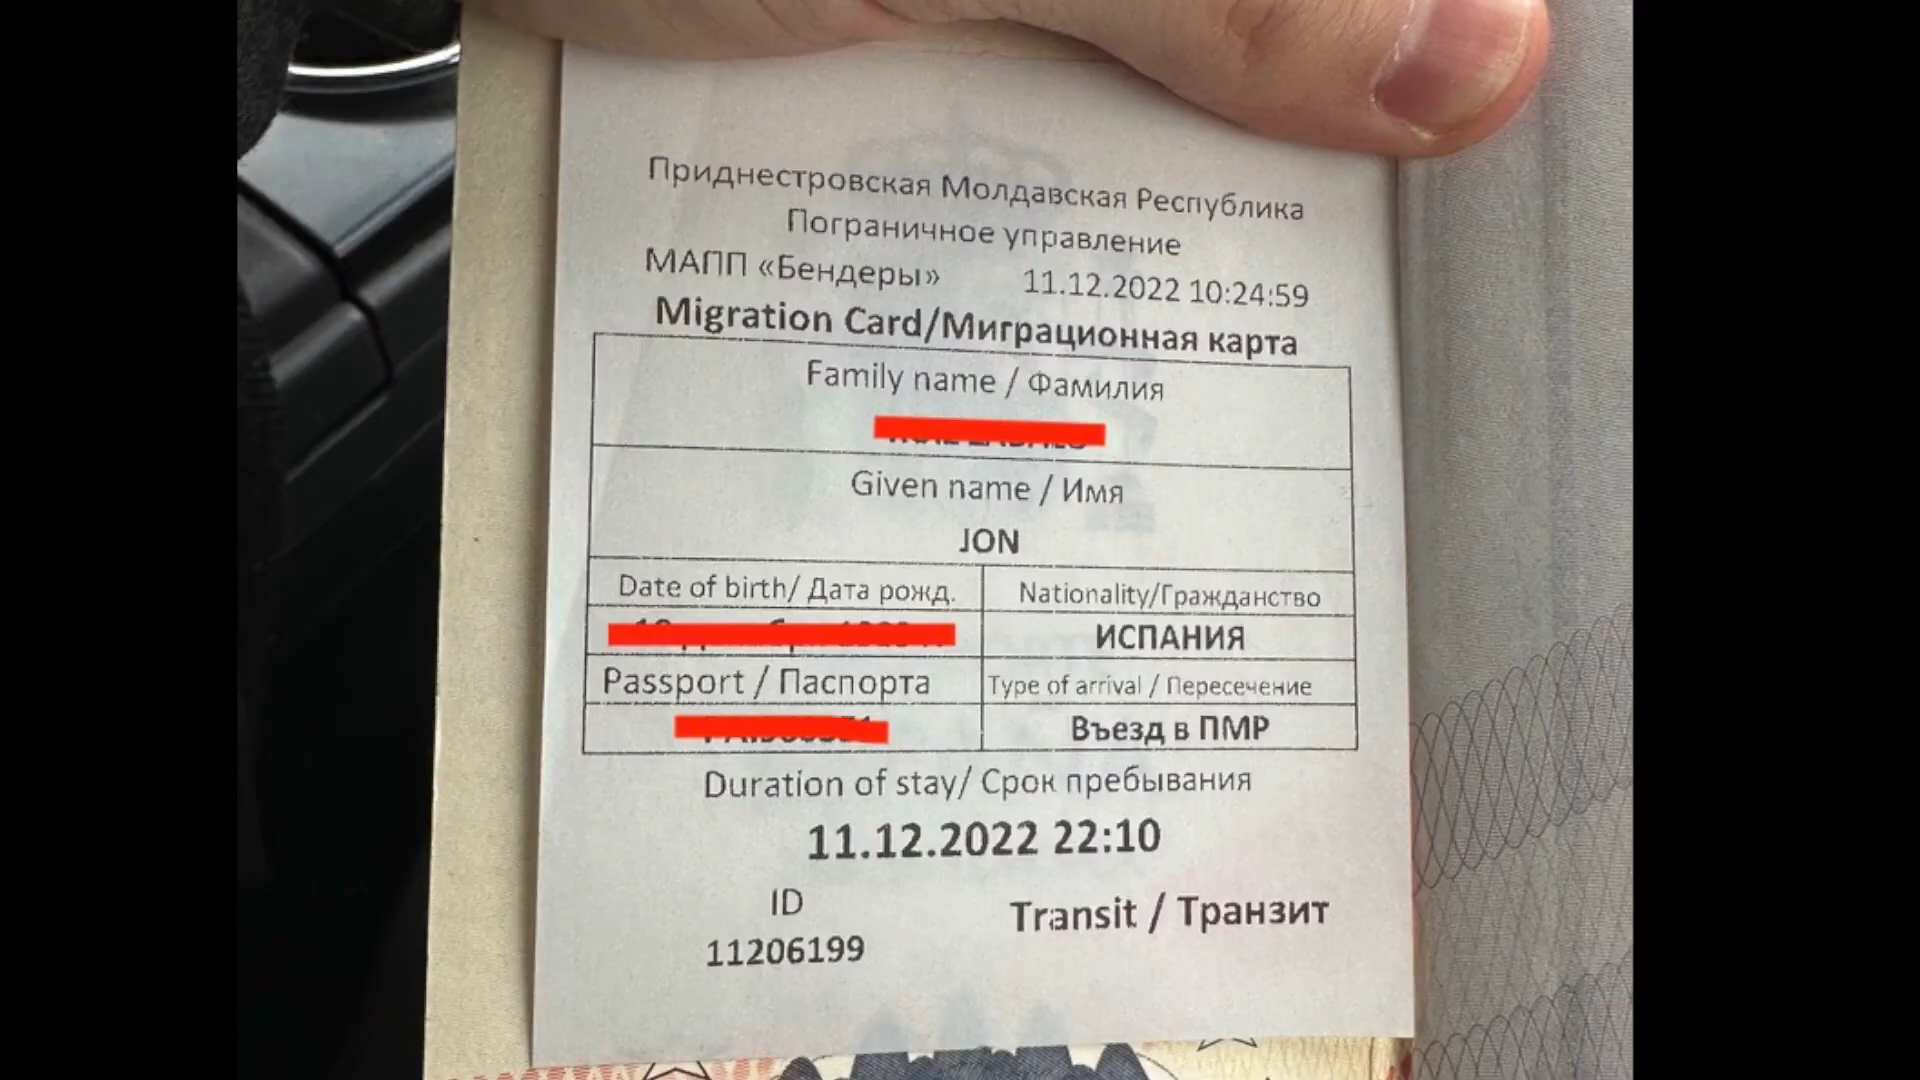 Приднестровская Молдавская Республика
Пограничное управление
МАПП «Бендеры» 11.12.2022 10:24:59
Migration Card/Миграционная карта
Family name / Фамилия
Given name / Имя
JON
Date of birth/ Дата рожд. Nationality/Гражданство
ИСПАНИЯ
Passport / Паспорта Type of arrival / Пересечение
Въезд в ПМР
Duration of stay/ Срок пребывания
11.12.2022 22:10
ID
Transit / Транзит
11206199